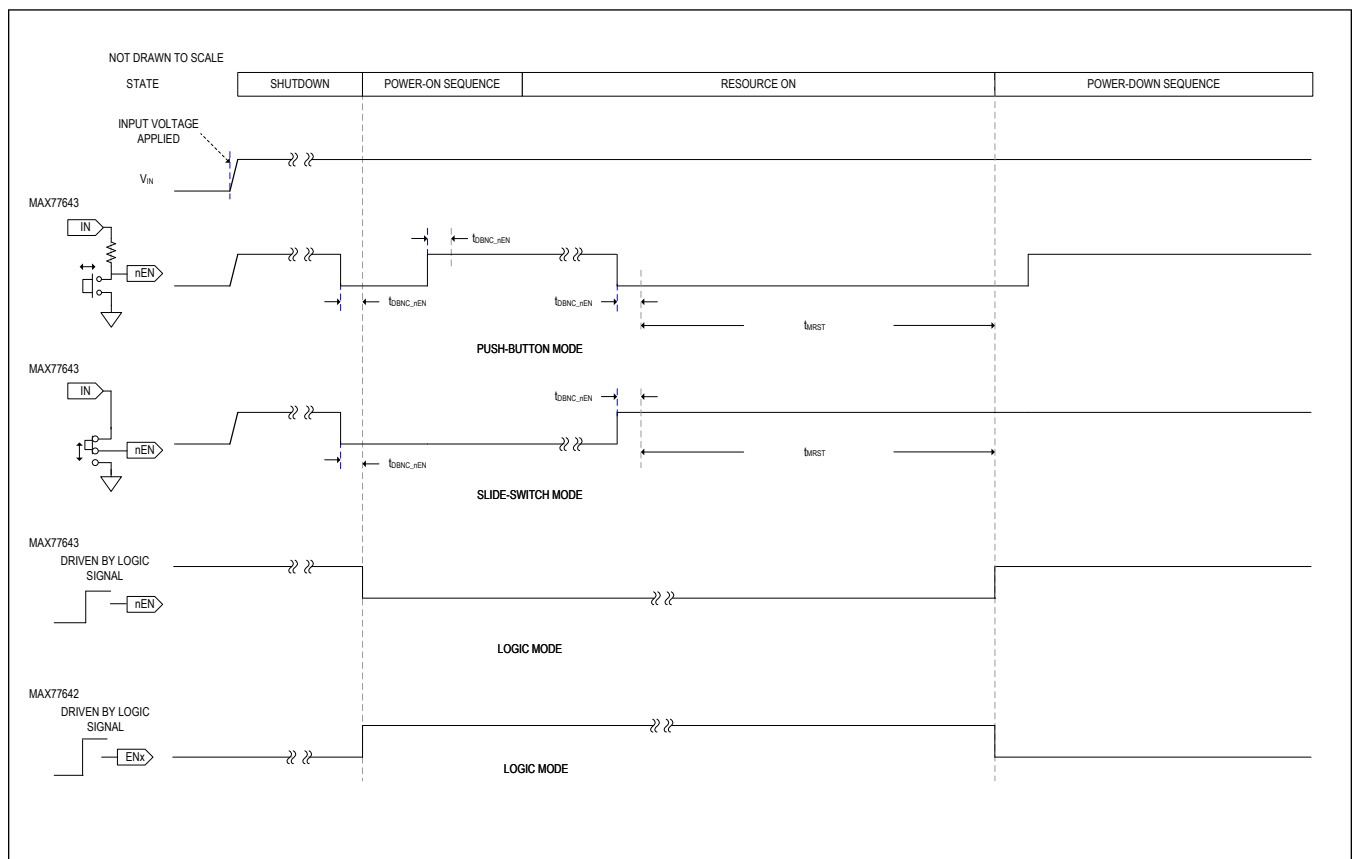 NOT DRAWN TO SCALE
STATE
SHUTDOWN
POWER-ON SEQUENCE
RESOURCE ON
POWER-DOWN SEQUENCE
INPUT VOLTAGE
APPLIED
VIN
MAX77643
IN
nEN
tDBNC_nEN
tDBNC_nEN
tDBNC_nEN
tMRST
PUSH-BUTTON MODE
MAX77643
IN
nEN
tDBNC_nEN
tDBNC_nEN
tMRST
SLIDE-SWITCH MODE
MAX77643
DRIVEN BY LOGIC
SIGNAL
nEN
LOGIC MODE
MAX77642
DRIVEN BY LOGIC
SIGNAL
ENx
LOGIC MODE